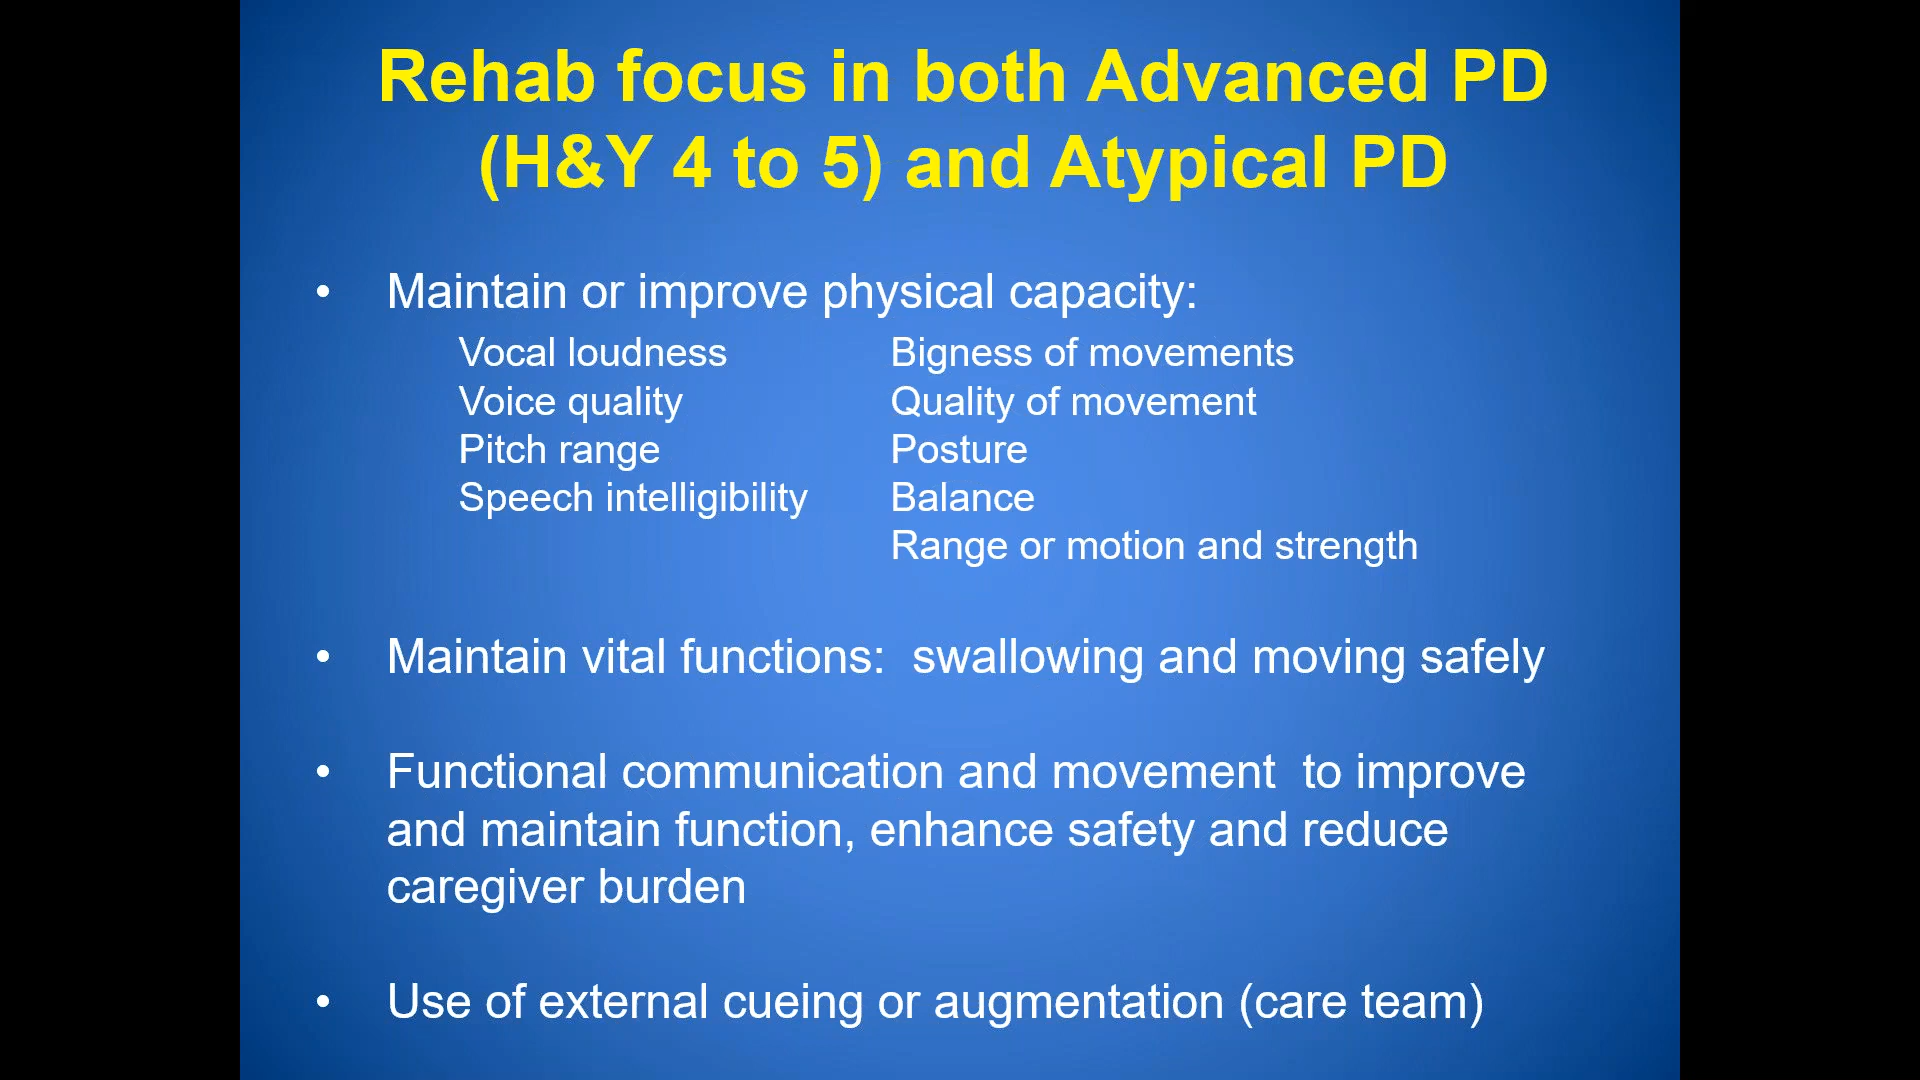 Rehab focus in both Advanced PD
(H&Y 4 to 5) and Atypical PD
• Maintain or improve physical capacity:
Vocal loudness Bigness of movements
Voice quality Quality of movement
Pitch range Posture
Speech intelligibility Balance
Range or motion and strength
• Maintain vital functions:  swallowing and moving safely
• Functional communication and movement  to improve
and maintain function, enhance safety and reduce
caregiver burden
• Use of external cueing or augmentation (care team)